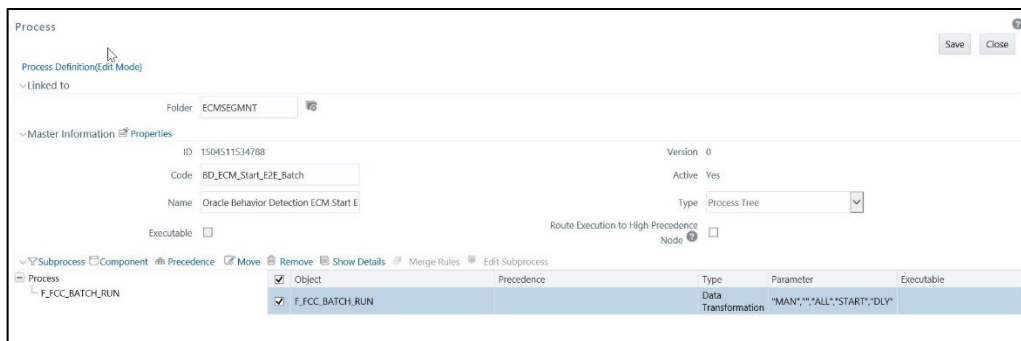 Process
Save Close
Process Definition(Edit Mode)
Linked to
Folder ECMSEGMNT
Master Information Properties
ID 1504511534788 Version 0
Code BD_ECM_Start_E2E_Batch Active Yes
Name Oracle Behavior Detection ECM Start E Type Process Tree
Executable Route Execution to High Precedence
Node ?
Subprocess Component Precedence Move Remove Show Details Merge Rules Edit Subprocess
Process Object Precedence Type Parameter Executable
F_FCC_BATCH_RUN F_FCC_BATCH_RUN Data
Transformation "MAN","","ALL","START","DLY"